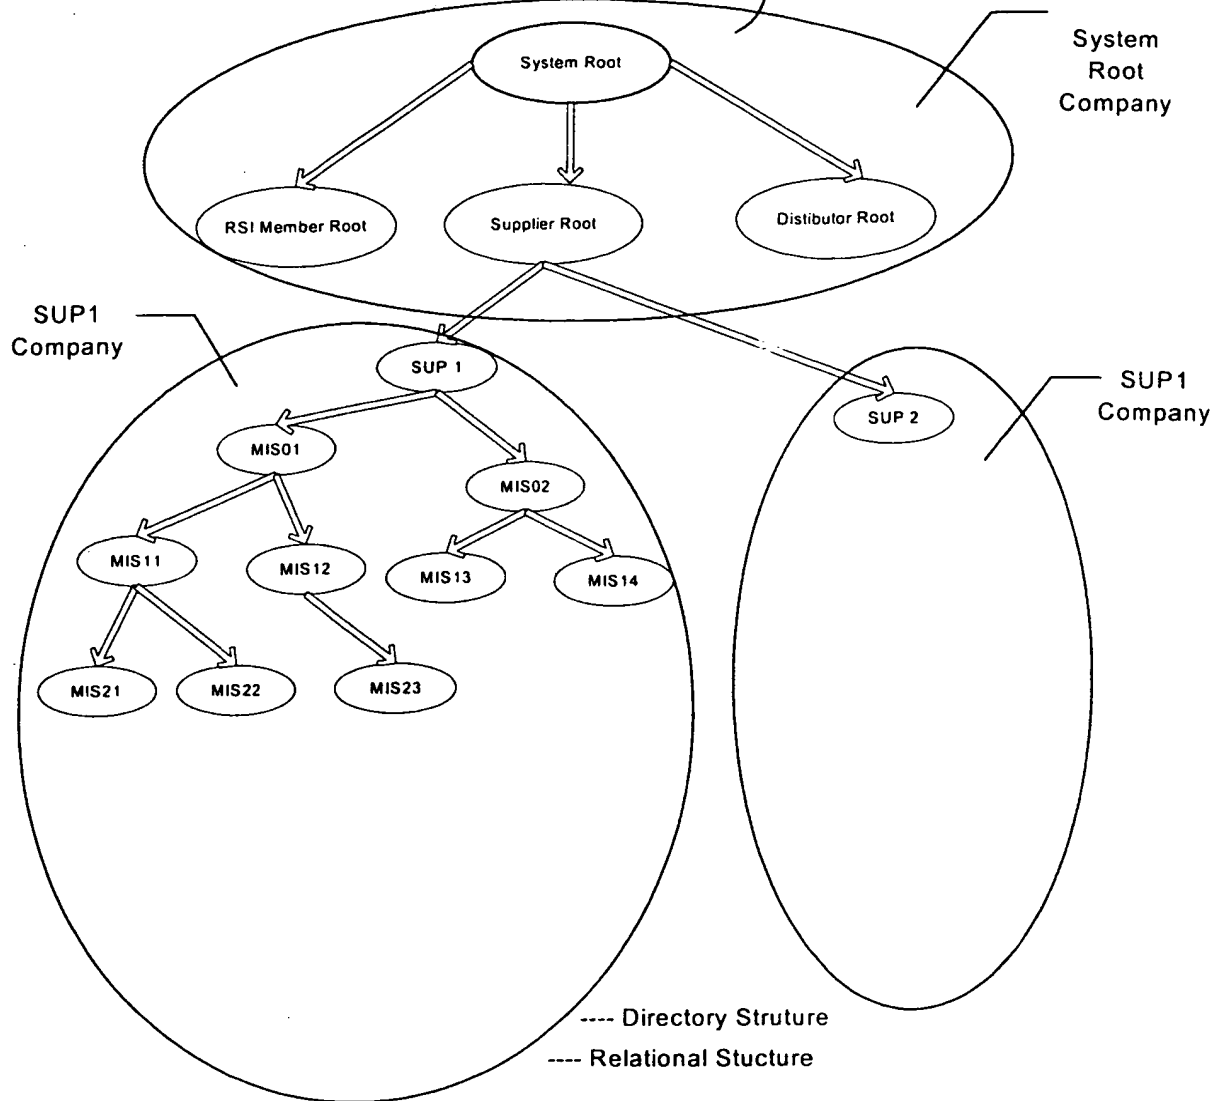 System Root
System
Root
Company
RSI Member Root
Supplier Root
Distibutor Root
SUP1
Company
SUP 1
SUP1
Company
SUP 2
MIS01
MIS02
MIS11
MIS12
MIS13
MIS14
MIS21
MIS22
MIS23
---- Directory Struture
---- Relational Stucture